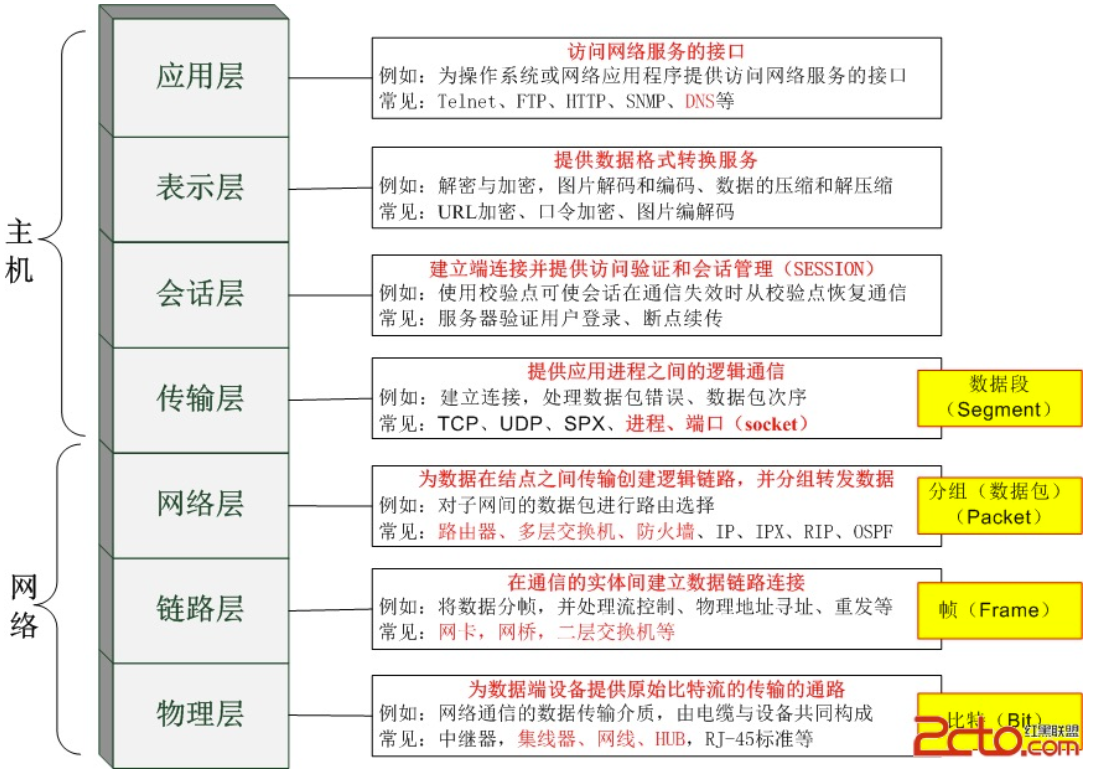 主
机
网
络
应用层
访问网络服务的接口
例如：为操作系统或网络应用程序提供访问网络服务的接口
常见：Telnet、FTP、HTTP、SNMP、DNS等
表示层
提供数据格式转换服务
例如：解密与加密，图片解码和编码、数据的压缩和解压缩
常见：URL加密、口令加密、图片编解码
会话层
建立端连接并提供访问验证和会话管理（SESSION）
例如：使用校验点可使会话在通信失效时从校验点恢复通信
常见：服务器验证用户登录、断点续传
传输层
提供应用进程之间的逻辑通信
例如：建立连接，处理数据包错误、数据包次序
常见：TCP、UDP、SPX、进程、端口（socket）
数据段
（Segment）
网络层
为数据在结点之间传输创建逻辑链路，并分组转发数据
例如：对子网间的数据包进行路由选择
常见：路由器、多层交换机、防火墙、IP、IPX、RIP、OSPF
分组（数据包）
（Packet）
链路层
在通信的实体间建立数据链路连接
例如：将数据分帧，并处理流控制、物理地址寻址、重发等
常见：网卡，网桥，二层交换机等
帧（Frame）
物理层
为数据端设备提供原始比特流的传输的通路
例如：网络通信的数据传输介质，由电缆与设备共同构成
常见：中继器，集线器、网线、HUB，RJ-45标准等
比特（Bit）
2cto.com
红黑联盟